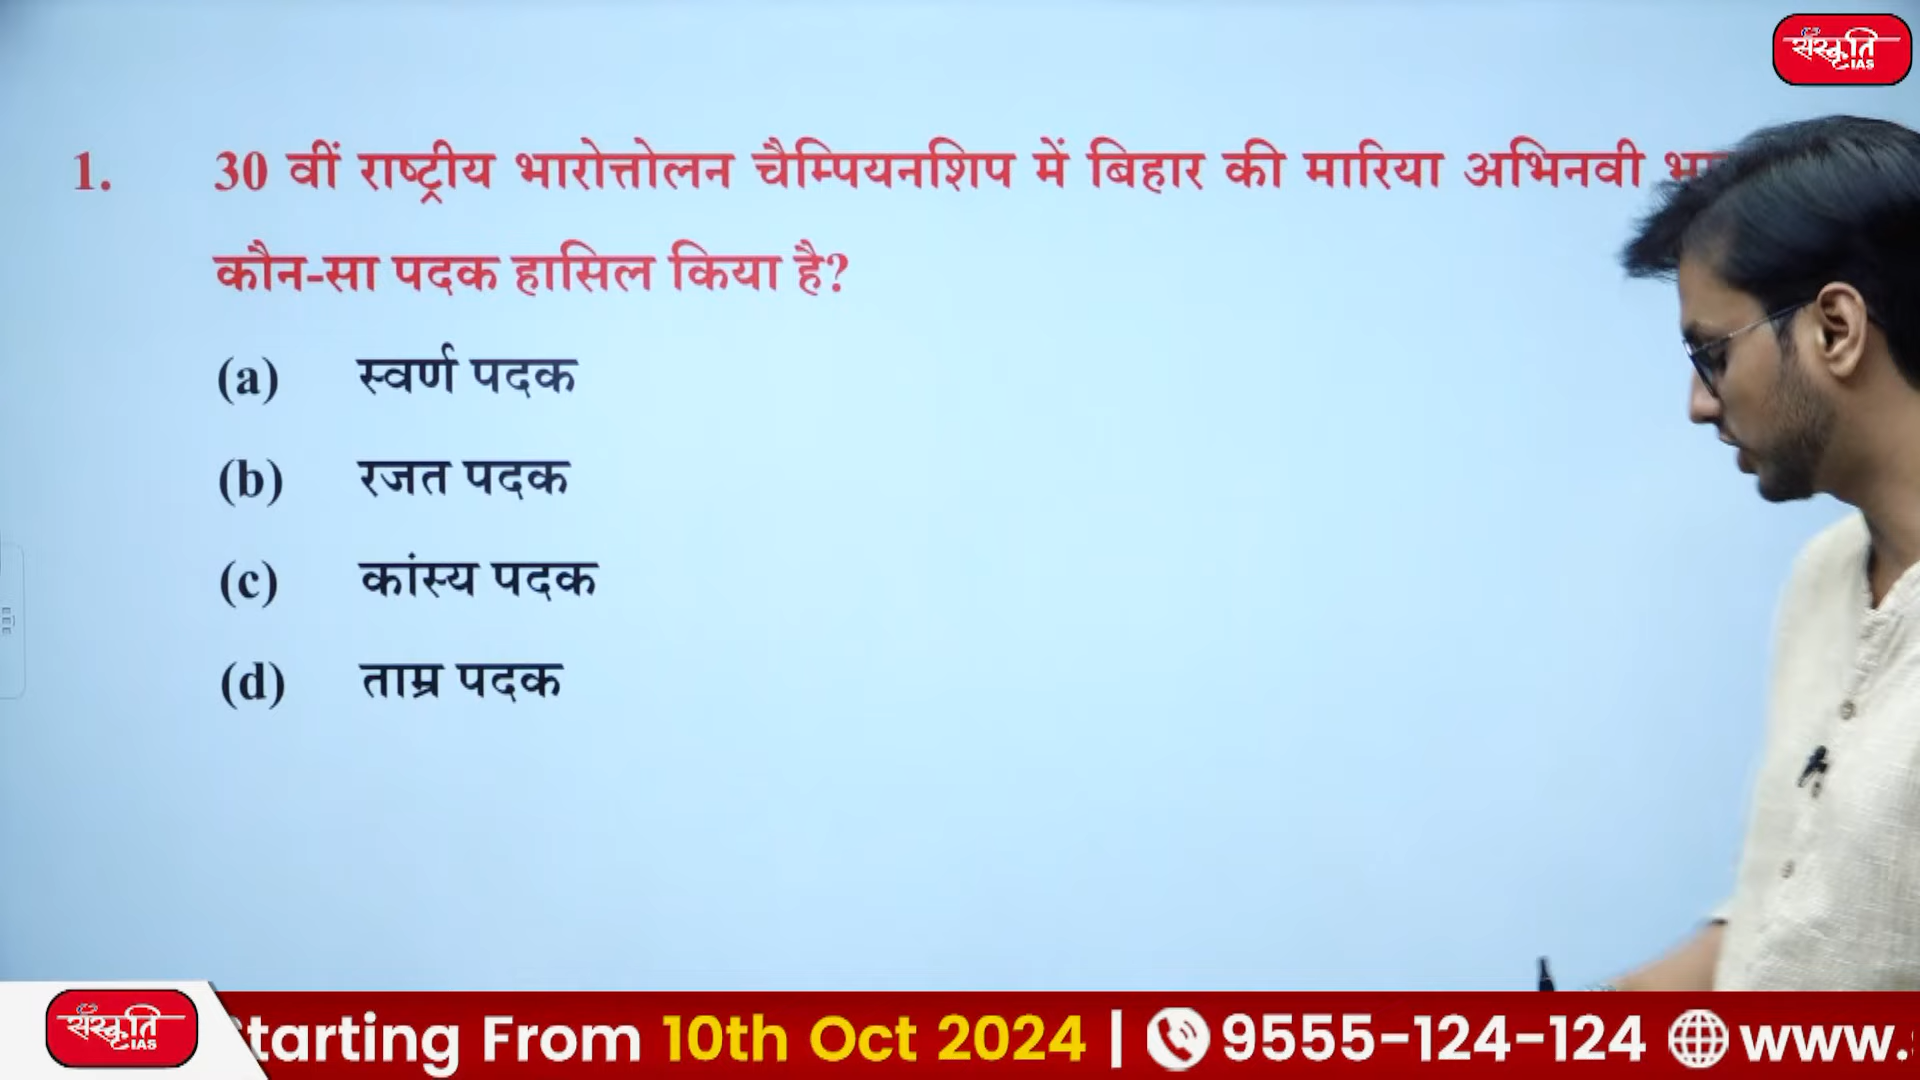 संस्कृति
IAS
1. 30 वीं राष्ट्रीय भारोत्तोलन चैम्पियनशिप में बिहार की मारिया अभिनवी
कौन-सा पदक हासिल किया है?
(a) स्वर्ण पदक
(b) रजत पदक
(c) कांस्य पदक
(d) ताम्र पदक
संस्कृति
IAS
tarting From 10th Oct 2024 | 9555-124-124 www.